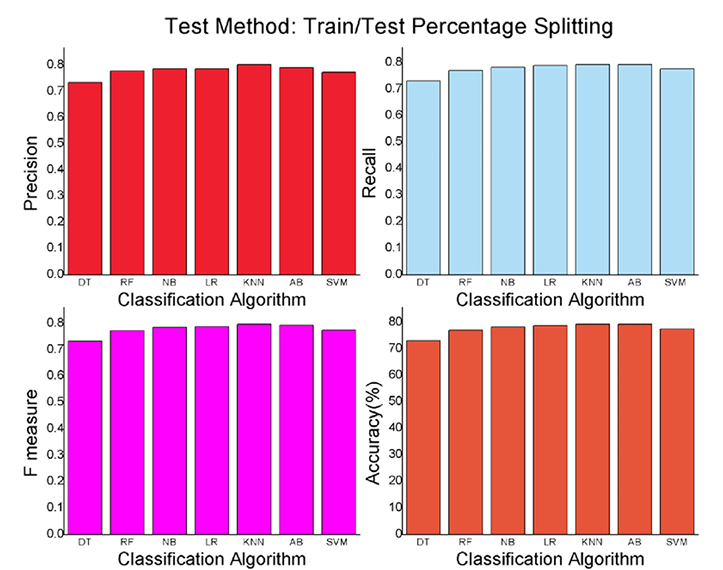 Test Method: Train/Test Percentage Splitting
0.8
0.7
0.6
0.5
0.4
0.3
0.2
0.1
0.0
Precision
DT RF NB LR KNN AB SVM
Classification Algorithm
0.8
0.7
0.6
0.5
0.4
0.3
0.2
0.1
0.0
Recall
DT RF NB LR KNN AB SVM
Classification Algorithm
0.8
0.7
0.6
0.5
0.4
0.3
0.2
0.1
0.0
F measure
DT RF NB LR KNN AB SVM
Classification Algorithm
80
70
60
50
40
30
20
10
0
Accuracy(%)
DT RF NB LR KNN AB SVM
Classification Algorithm